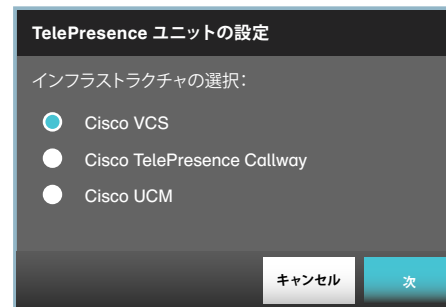 TelePresence ユニットの設定
インフラストラクチャの選択:
Cisco VCS
Cisco TelePresence Callway
Cisco UCM
キャンセル
次